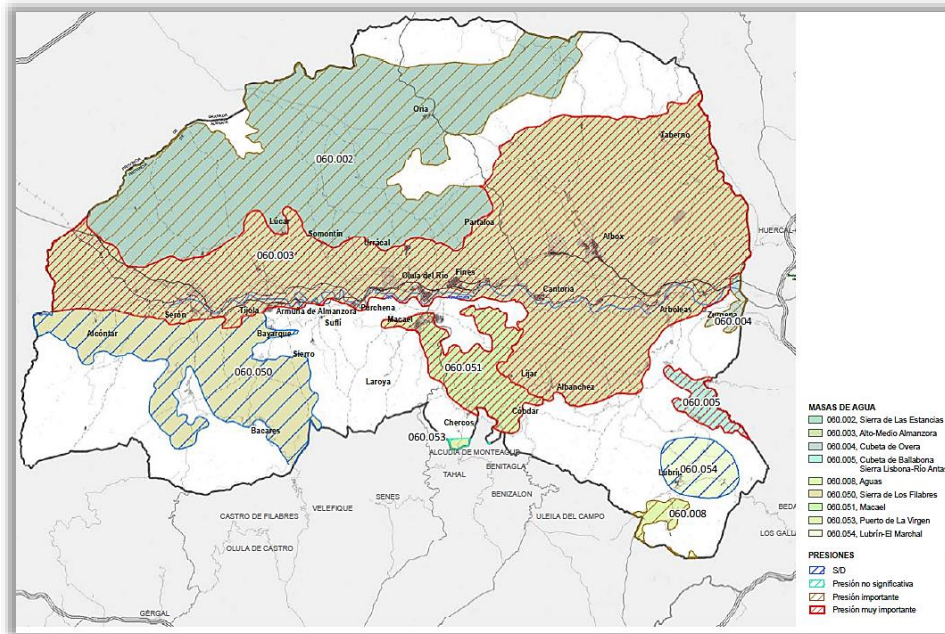 Oria
Taberno
060.002
HUERCAL-
Lúcar
Somontín
Partaloa
Urrácal
Albox
060.003
Olula del Río
Fines
Cantoria
Serón
Tíjola
Armuña de Almanzora
Purchena
Arboleas
Zurgena
060.004
Suflí
Macael
Alcóntar
Bayarque
Sierro
060.050
060.051
Laroya
Líjar
Albanchez
060.005
Cóbdar
Bacares
Chercos
060.053
ALCUDIA DE MONTEAGUD
TAHAL
BENITAGLA
Lubrín
060.054
SENES
BENIZALON
VELEFIQUE
CASTRO DE FILABRES
ULEILA DEL CAMPO
060.008
BEDA
LOS GALL
OLULA DE CASTRO
GÉRGAL
MASAS DE AGUA
060.002, Sierra de Las Estancias
060.003, Alto-Medio Almanzora
060.004, Cubeta de Overa
060.005, Cubeta de Ballabona
Sierra Lisbona-Río Antas
060.008, Aguas
060.050, Sierra de Los Filabres
060.051, Macael
060.053, Puerto de La Virgen
060.054, Lubrín-El Marchal
PRESIONES
S/D
Presión no significativa
Presión importante
Presión muy importante